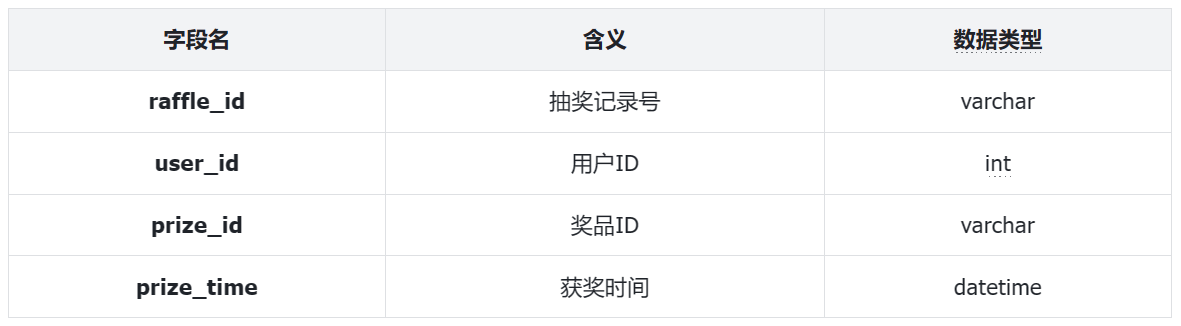 字段名 含义 数据类型
raffle_id 抽奖记录号 varchar
user_id 用户ID int
prize_id 奖品ID varchar
prize_time 获奖时间 datetime